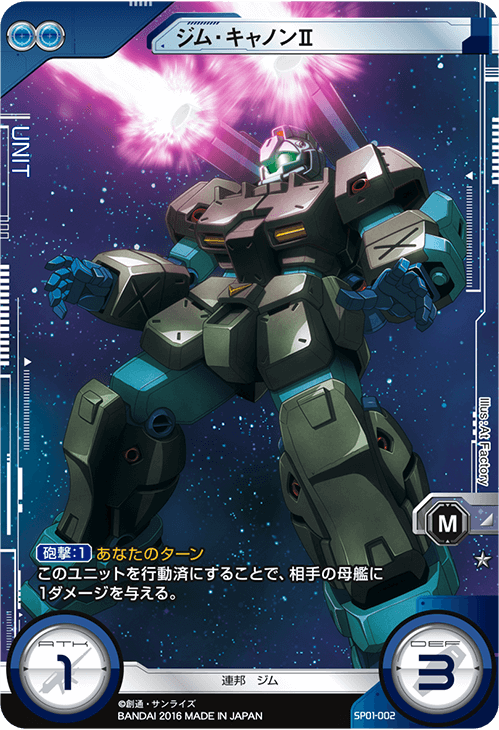 ジム・キャノンⅡ
UNIT
Illus:At Factory
M
砲撃:1 あなたのターン
このユニットを行動済にすることで、相手の母艦に
1ダメージを与える。
ATK
1
DEF
3
連邦 ジム
©創通・サンライズ
BANDAI 2016 MADE IN JAPAN
SP01-002